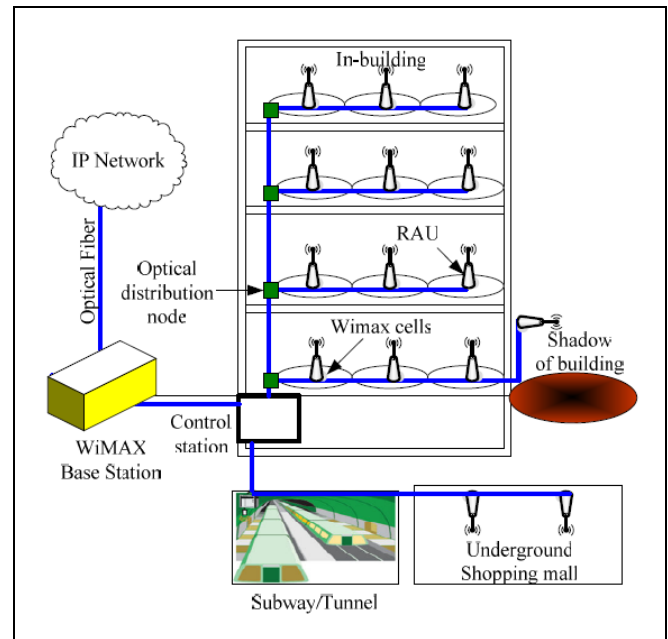 In-building
IP Network
Optical Fiber
RAU
Optical
distribution
node
Wimax cells
Shadow
of building
Control
station
WiMAX
Base Station
Underground
Shopping mall
Subway/Tunnel